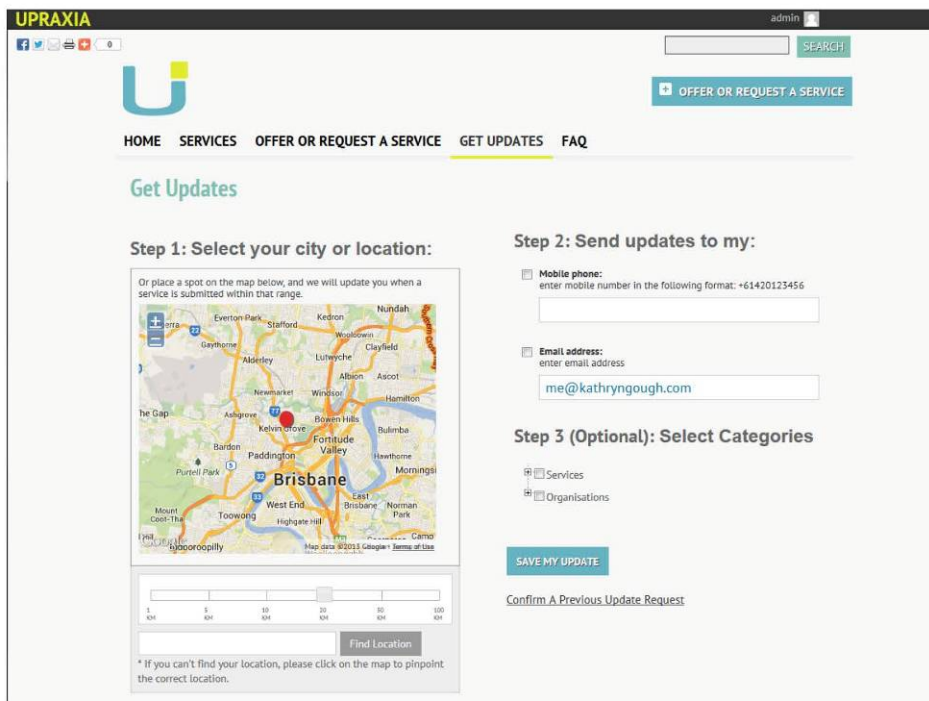 UPRAXIA
admin
0
SEARCH
OFFER OR REQUEST A SERVICE
HOME SERVICES OFFER OR REQUEST A SERVICE GET UPDATES FAQ
Get Updates
Step 1: Select your city or location:
Or place a spot on the map below, and we will update you when a
service is submitted within that range.
Nundah
Everton Park
Kedron
Stafford
22
Wooloowin
Gaythorne
Clayfield
Alderley
Lutwyche
Albion Ascot
Newmarket Windsor
Hamilton
The Gap
Ashgrove
77
Bowen Hills
Kelvin Grove
Bulimba
Fortitude
Valley
Bardon
Paddington
Hawthorne
Purtell Park
5
32
Brisbane
33
West End
East
Brisbane
Norman
Park
Mount
Coot-Tha
Toowong
Highgate Hill
Google
Map data ©2013 Google
Terms of Use
1
KM
5
KM
10
KM
20
KM
50
KM
100
KM
Find Location
* If you can't find your location, please click on the map to pinpoint
the correct location.
Step 2: Send updates to my:
Mobile phone:
enter mobile number in the following format: +61420123456
Email address:
enter email address
me@kathryngough.com
Step 3 (Optional): Select Categories
Services
Organisations
SAVE MY UPDATE
Confirm A Previous Update Request